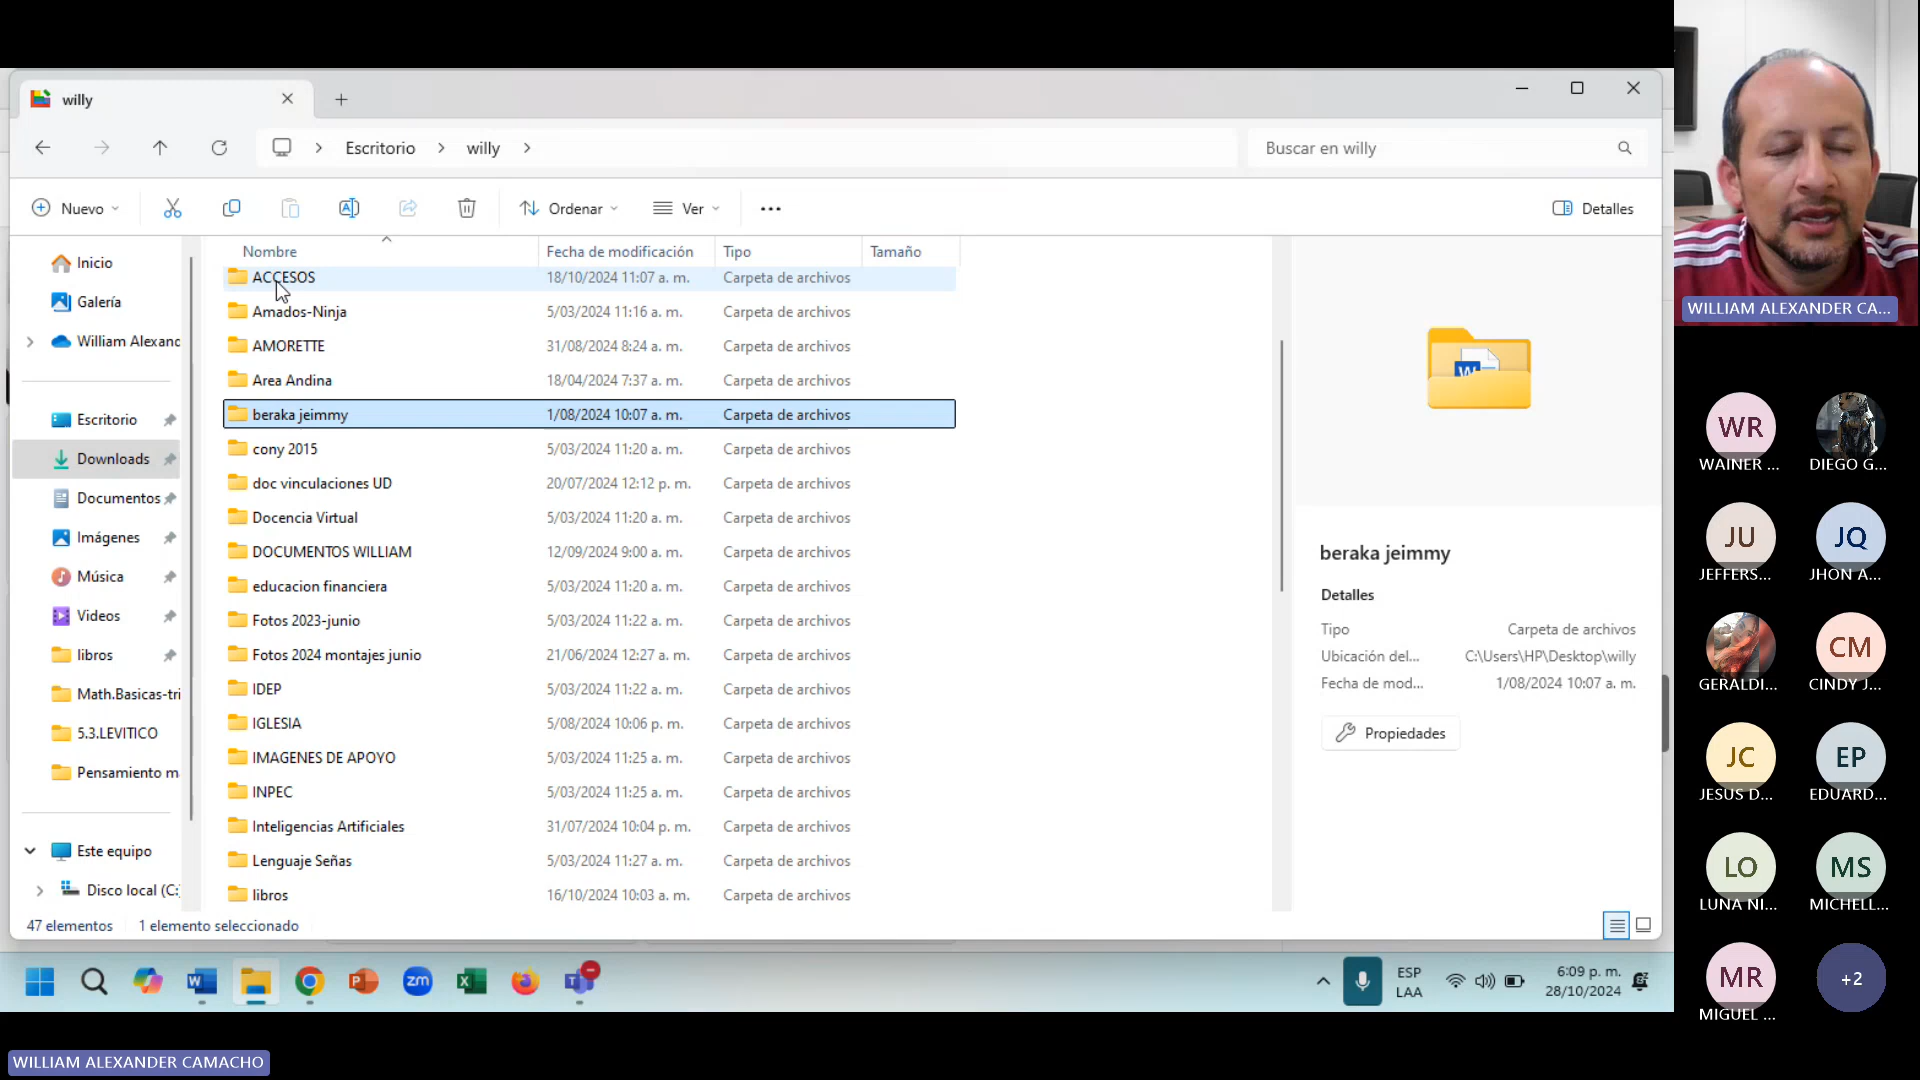 willy
Escritorio
willy
Buscar en willy
Nuevo
Ordenar
Ver
Detalles
Inicio
Galería
William Alexand
Escritorio
Downloads
Documentos
Imágenes
Música
Videos
libros
Math.Basicas-tri
5.3.LEVITICO
Pensamiento m
Este equipo
Disco local (C:
Nombre Fecha de modificación Tipo Tamaño
ACCESOS 18/10/2024 11:07 a. m. Carpeta de archivos
Amados-Ninja 5/03/2024 11:16 a. m. Carpeta de archivos
AMORETTE 31/08/2024 8:24 a. m. Carpeta de archivos
Area Andina 18/04/2024 7:37 a. m. Carpeta de archivos
beraka jeimmy 1/08/2024 10:07 a. m. Carpeta de archivos
cony 2015 5/03/2024 11:20 a. m. Carpeta de archivos
doc vinculaciones UD 20/07/2024 12:12 p. m. Carpeta de archivos
Docencia Virtual 5/03/2024 11:20 a. m. Carpeta de archivos
DOCUMENTOS WILLIAM 12/09/2024 9:00 a. m. Carpeta de archivos
educacion financiera 5/03/2024 11:20 a. m. Carpeta de archivos
Fotos 2023-junio 5/03/2024 11:22 a. m. Carpeta de archivos
Fotos 2024 montajes junio 21/06/2024 12:27 a. m. Carpeta de archivos
IDEP 5/03/2024 11:22 a. m. Carpeta de archivos
IGLESIA 5/08/2024 10:06 p. m. Carpeta de archivos
IMAGENES DE APOYO 5/03/2024 11:25 a. m. Carpeta de archivos
INPEC 5/03/2024 11:25 a. m. Carpeta de archivos
Inteligencias Artificiales 31/07/2024 10:04 p. m. Carpeta de archivos
Lenguaje Señas 5/03/2024 11:27 a. m. Carpeta de archivos
libros 16/10/2024 10:03 a. m. Carpeta de archivos
beraka jeimmy
Detalles
Tipo Carpeta de archivos
Ubicación del... C:\Users\HP\Desktop\willy
Fecha de mod... 1/08/2024 10:07 a. m.
Propiedades
47 elementos 1 elemento seleccionado
zm
ESP
LAA
6:09 p. m.
28/10/2024
WILLIAM ALEXANDER CAMACHO
WILLIAM ALEXANDER CA...
WR
WAINER ...
DIEGO G...
JU
JEFFERS...
JQ
JHON A...
GERALDI...
CM
CINDY J...
JC
JESUS D...
EP
EDUARD...
LO
LUNA NI...
MS
MICHELL...
MR
MIGUEL ...
+2